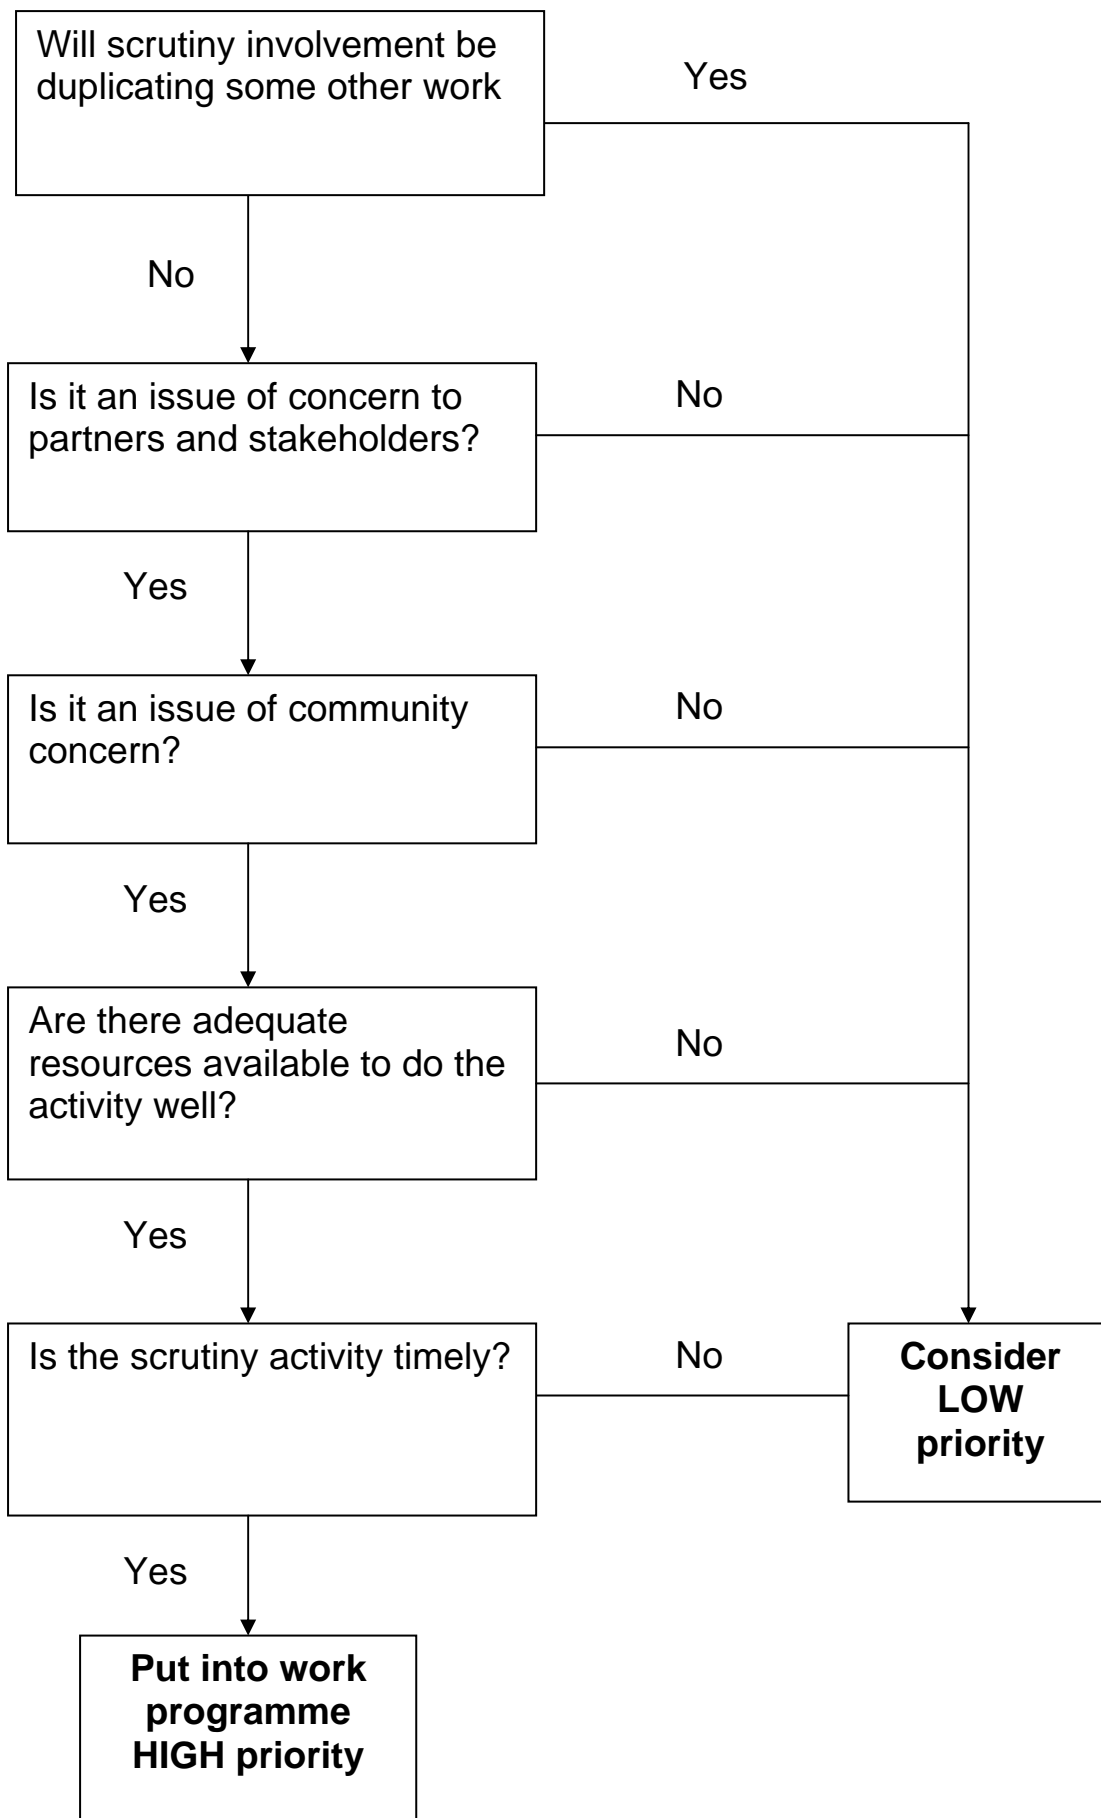 Will scrutiny involvement be
duplicating some other work
Yes
No
Is it an issue of concern to
partners and stakeholders?
No
Yes
Is it an issue of community
concern?
No
Yes
Are there adequate
resources available to do the
activity well?
No
Yes
Is the scrutiny activity timely?
No
Consider
LOW
priority
Yes
Put into work
programme
HIGH priority